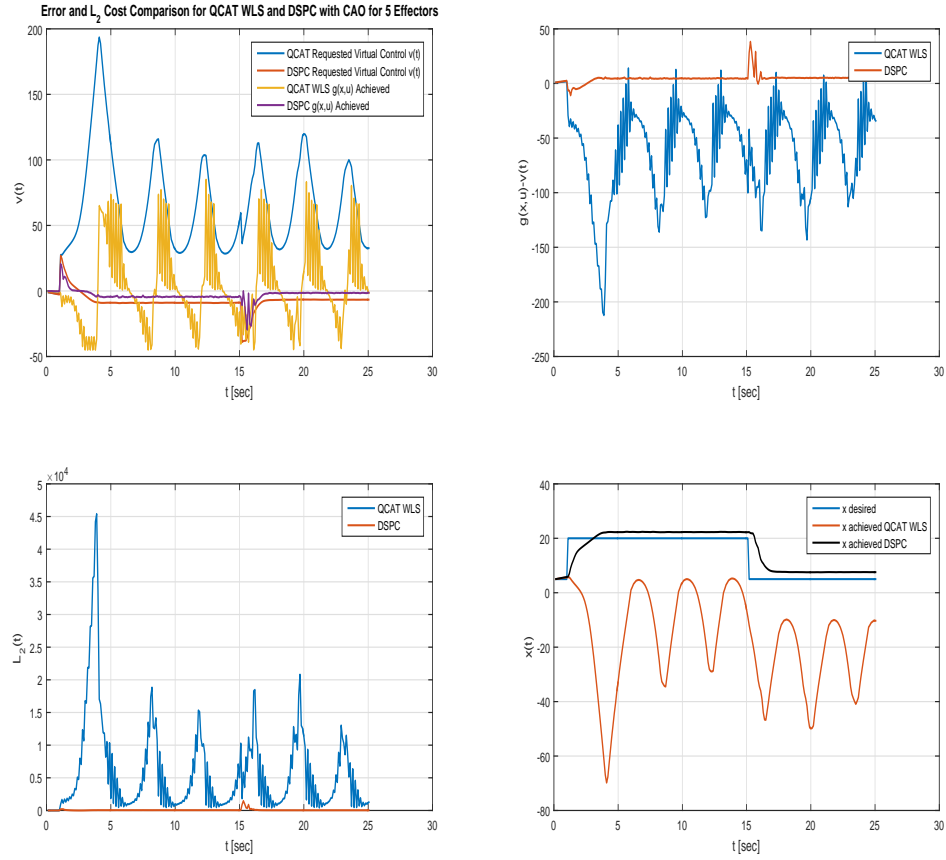 Error and L2 Cost Comparison for QCAT WLS and DSPC with CAO for 5 Effectors
200
150
100
50
0
-50
v(t)
QCAT Requested Virtual Control v(t)
DSPC Requested Virtual Control v(t)
QCAT WLS g(x,u) Achieved
DSPC g(x,u) Achieved
0 5 10 15 20 25 30
t [sec]
50
0
-50
-100
-150
-200
-250
g(x,u)-v(t)
QCAT WLS
DSPC
0 5 10 15 20 25 30
t [sec]
×10^4
5
4.5
4
3.5
3
2.5
2
1.5
1
0.5
0
L2(t)
QCAT WLS
DSPC
0 5 10 15 20 25 30
t [sec]
40
20
0
-20
-40
-60
-80
x(t)
x desired
x achieved QCAT WLS
x achieved DSPC
0 5 10 15 20 25 30
t [sec]